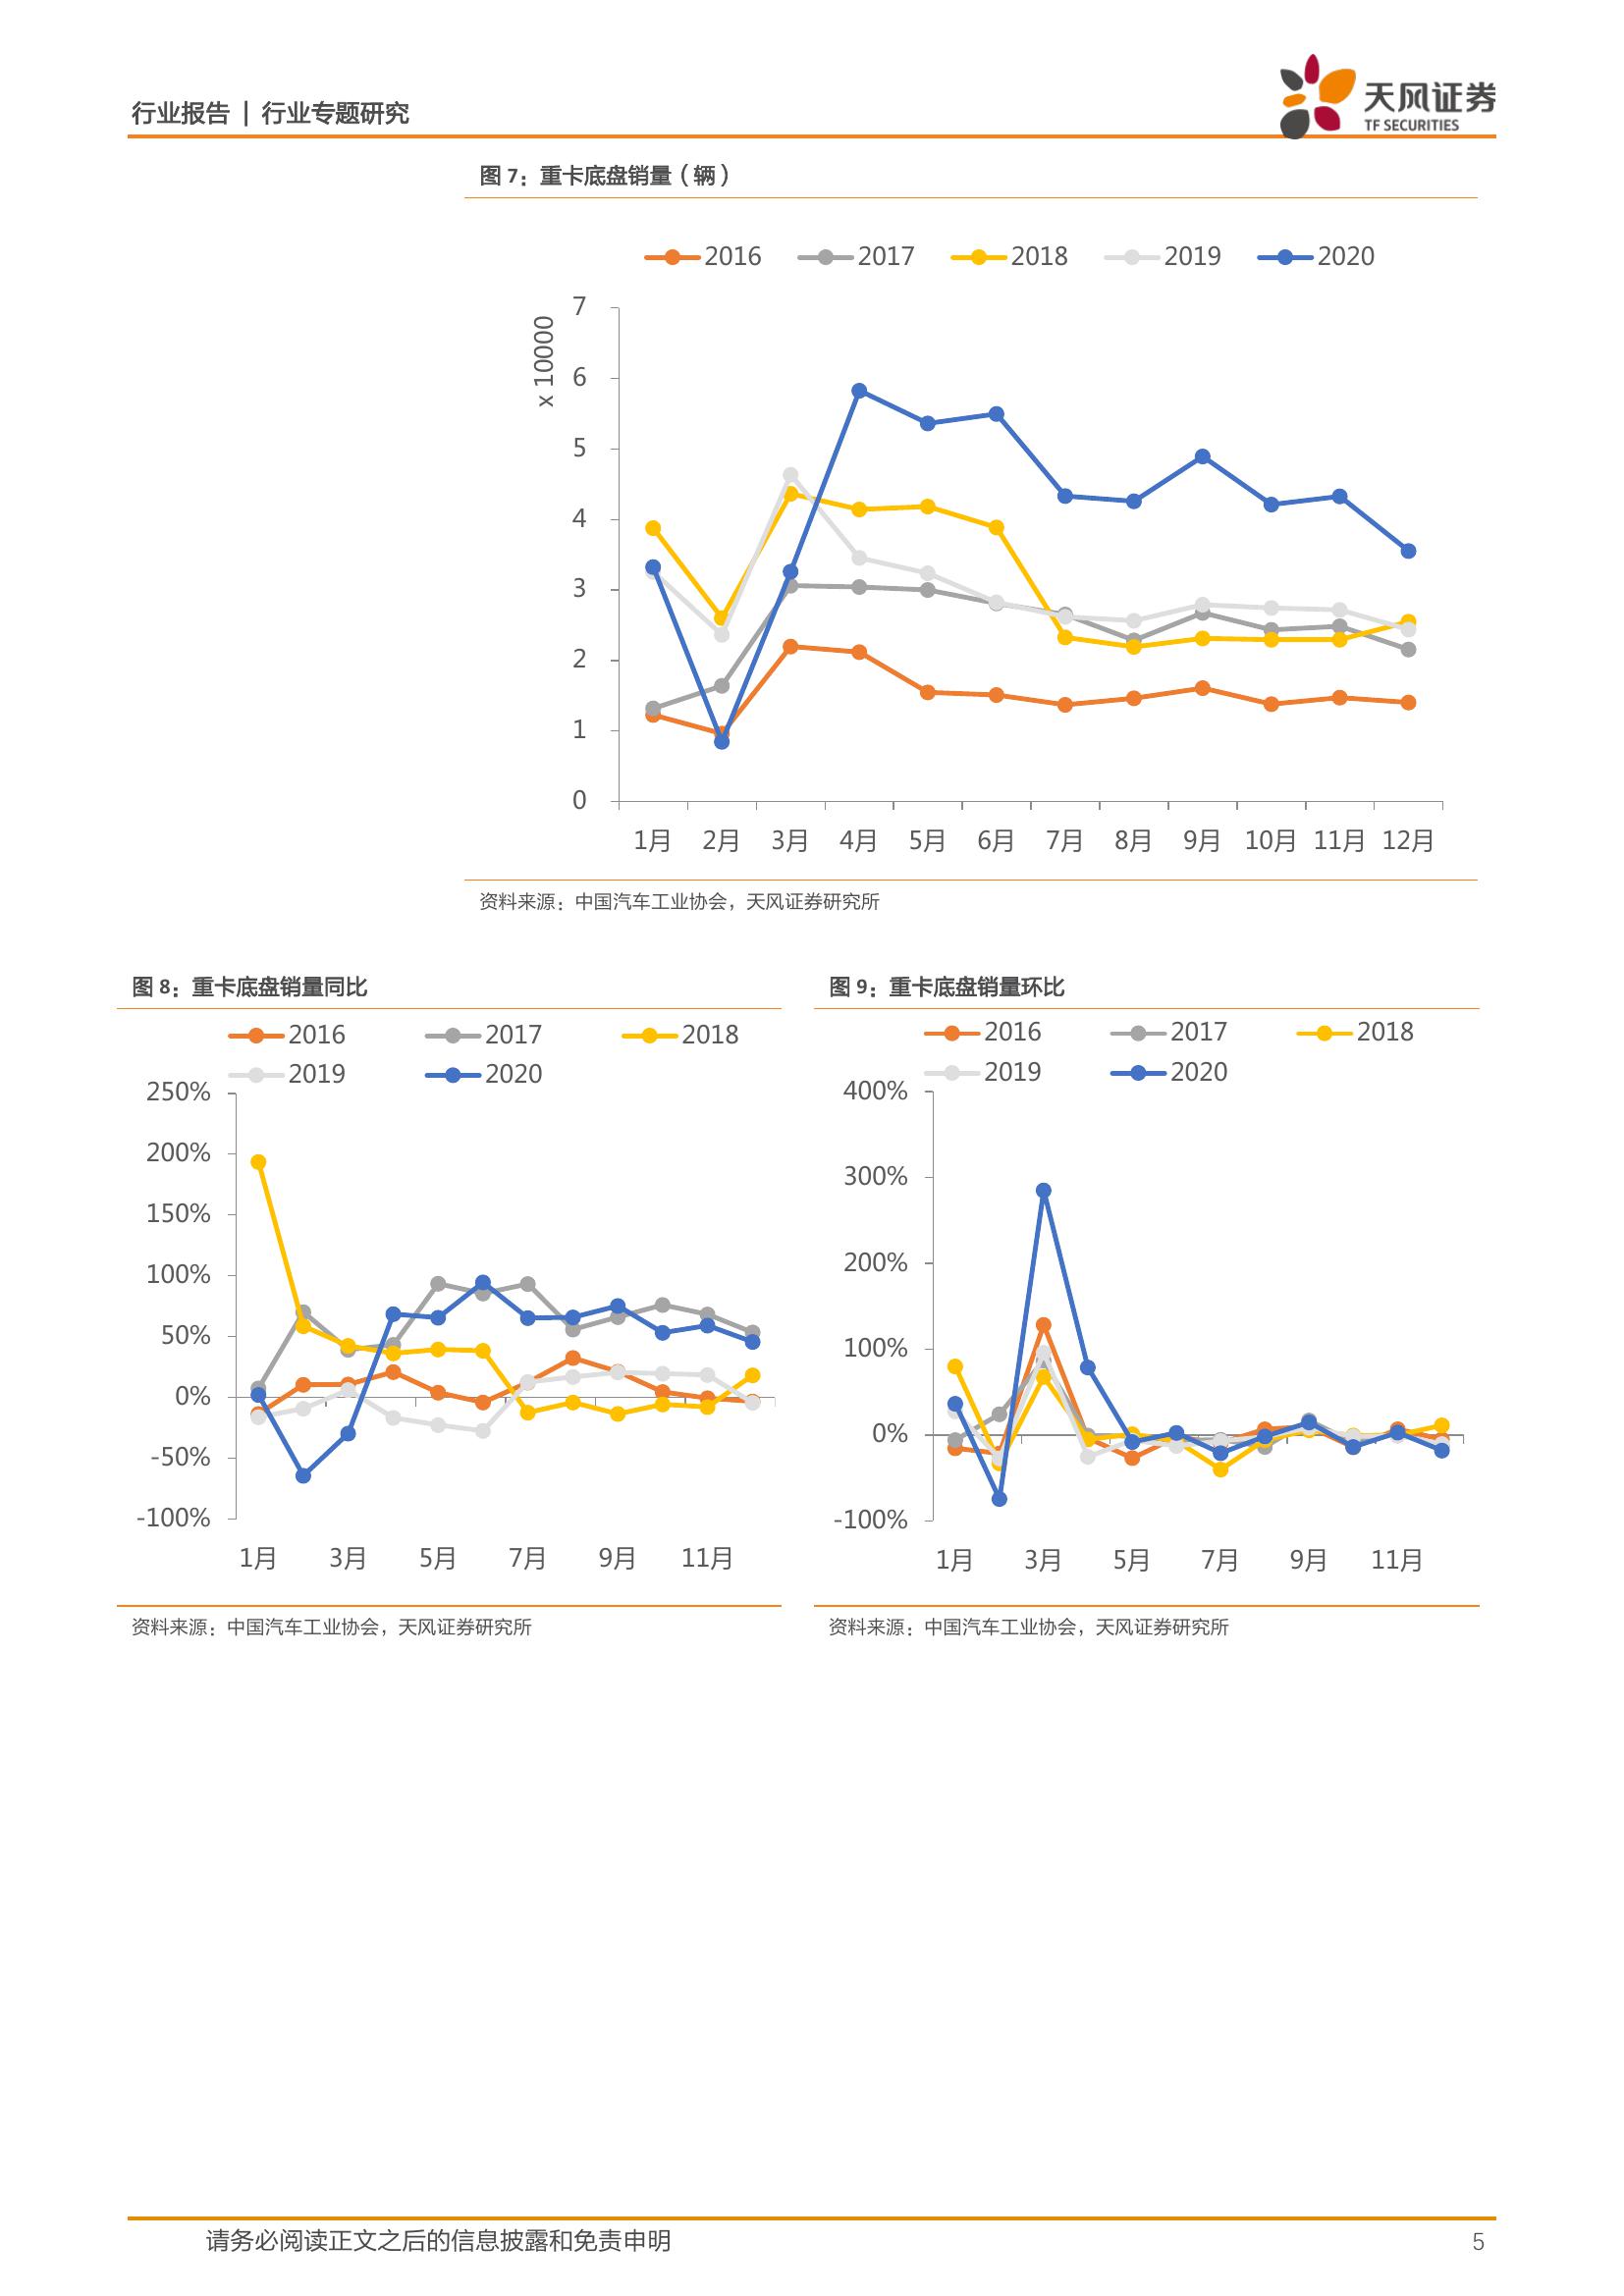 行业报告 | 行业专题研究
天风证券
TF SECURITIES
图 7：重卡底盘销量（辆）
2016 2017 2018 2019 2020
x 10000
7
6
5
4
3
2
1
0
1月 2月 3月 4月 5月 6月 7月 8月 9月 10月 11月 12月
资料来源：中国汽车工业协会，天风证券研究所
图 8：重卡底盘销量同比
2016 2017 2018
2019 2020
250%
200%
150%
100%
50%
0%
-50%
-100%
1月 3月 5月 7月 9月 11月
资料来源：中国汽车工业协会，天风证券研究所
图 9：重卡底盘销量环比
2016 2017 2018
2019 2020
400%
300%
200%
100%
0%
-100%
1月 3月 5月 7月 9月 11月
资料来源：中国汽车工业协会，天风证券研究所
请务必阅读正文之后的信息披露和免责申明 5